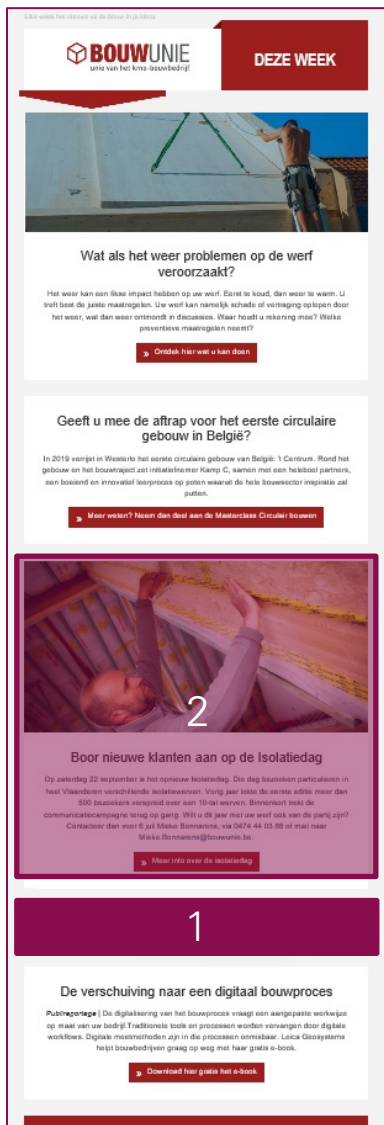 Elke week het nieuws uit de bouw in je inbox
BOUWUNIE
unie van het kmo-bouwbedrijf
DEZE WEEK
Wat als het weer problemen op de werf
veroorzaakt?
Het weer kan een fikse impact hebben op uw werf. Eerst te koud, dan weer te warm. U
treft best de juiste maatregelen. Uw werf kan namelijk schade of vertraging oplopen door
het weer, wat dan weer ontmondt in discussies. Waar houdt u rekening mee? Welke
preventieve maatregelen neemt?
» Ontdek hier wat u kan doen
Geeft u mee de aftrap voor het eerste circulaire
gebouw in België?
In 2019 verrijst in Westerlo het eerste circulaire gebouw van België: 't Centrum. Rond het
gebouw en het bouwtraject zet initiatiefnemer Kamp C, samen met een heleboel partners,
een boeiend en innovatief leerproces op poten waaruit de hele bouwsector inspiratie zal
putten.
» Meer weten? Neem dan deel aan de Masterclass Circulair bouwen
2
Boor nieuwe klanten aan op de Isolatiedag
Op zaterdag 22 september is het opnieuw Isolatiedag. Die dag bezoeken particulieren in
heel Vlaanderen verschillende isolatiewerven. Vorig jaar lokte de eerste editie meer dan
500 bezoekers verspreid over een 10-tal werven. Binnenkort trekt de
communicatiecampagne terug op gang. Wilt u dit jaar met uw werf ook van de partij zijn?
Contacteer dan voor 6 juli Mieke Bonnarens, via 0474 44 03 86 of mail naar
Mieke.Bonnarens@bouwunie.be.
» Meer info over de isolatiedag
1
De verschuiving naar een digitaal bouwproces
Publireportage | De digitalisering van het bouwproces vraagt een aangepaste werkwijze
op maat van uw bedrijf.Traditionele tools en processen worden vervangen door digitale
workflows. Digitale meetmethoden zijn in die processen onmisbaar. Leica Geosystems
helpt bouwbedrijven graag op weg met haar gratis e-book.
» Download hier gratis het e-book